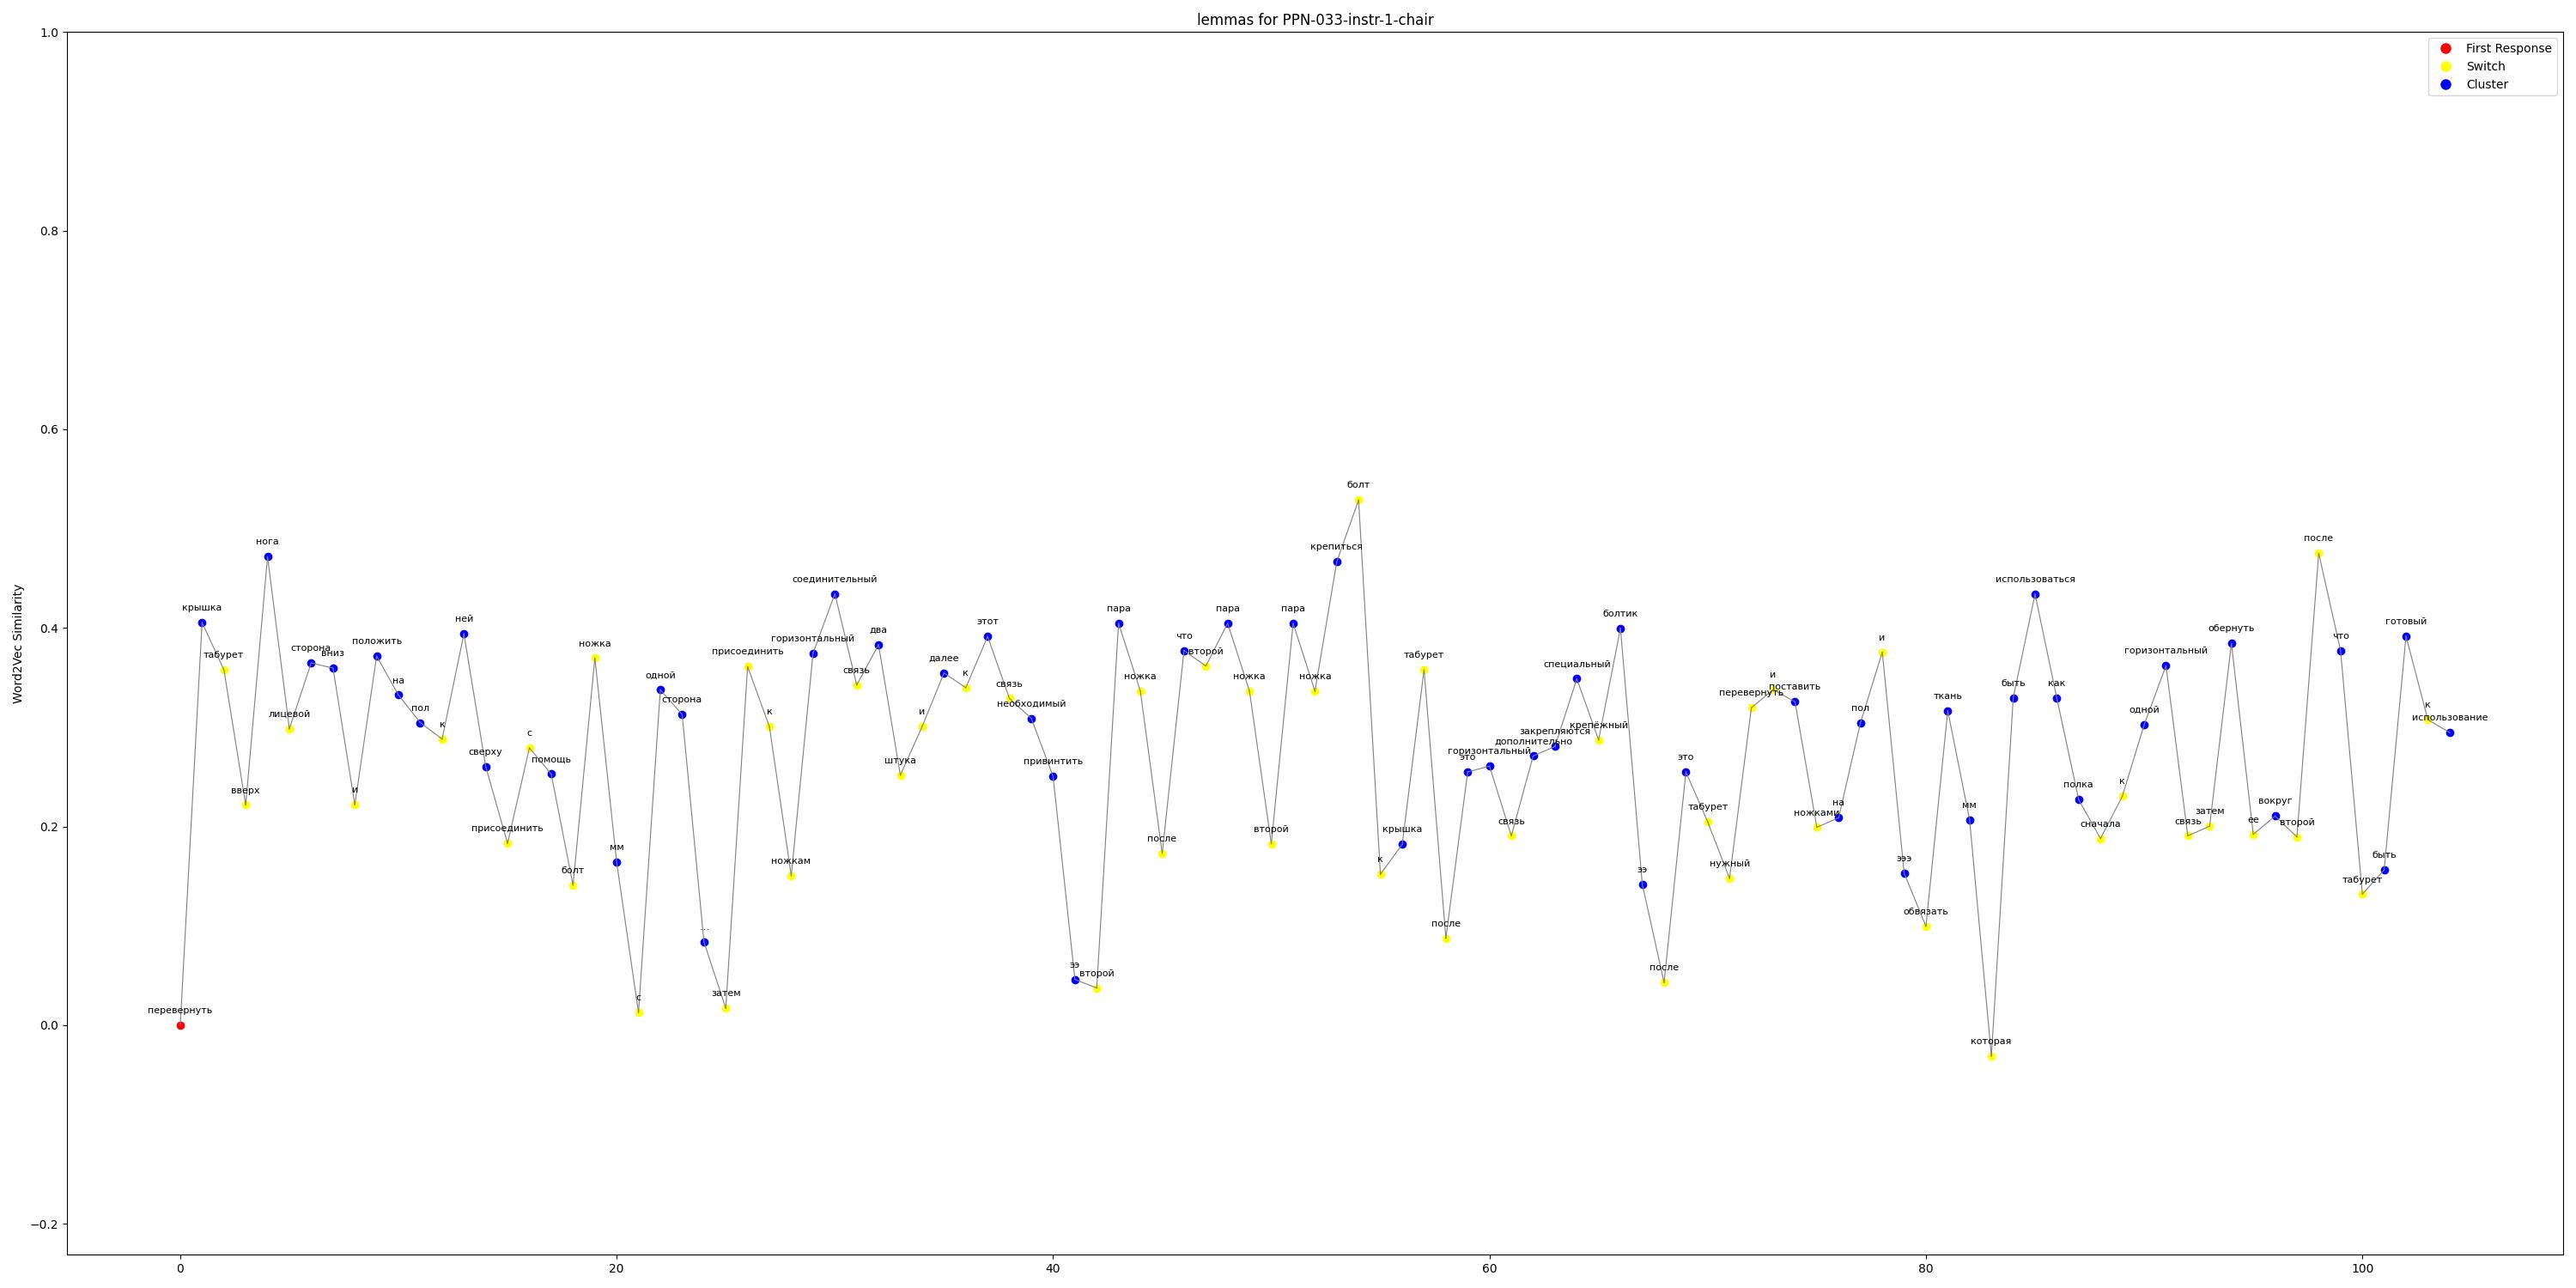 lemmas for PPN-033-instr-1-chair
1.0
0.8
0.6
0.4
0.2
0.0
−0.2
Word2Vec Similarity
First Response
Switch
Cluster
перевернуть
крышка
табурет
вверх
нога
лицевой
сторона
вниз
и
положить
на
пол
к
ней
сверху
присоединить
с
помощь
болт
ножка
мм
с
одной
сторона
...
затем
присоединить
к
ножкам
горизонтальный
соединительный
связь
два
штука
и
далее
к
этот
связь
необходимый
привинтить
ээ
второй
пара
ножка
после
что
второй
пара
ножка
второй
пара
ножка
крепиться
болт
к
крышка
табурет
после
это
горизонтальный
связь
дополнительно
закрепляются
специальный
крепёжный
болтик
ээ
после
это
табурет
нужный
перевернуть
и
поставить
ножками
на
пол
и
эээ
обвязать
ткань
мм
которая
быть
использоваться
как
полка
сначала
к
одной
горизонтальный
связь
затем
обернуть
ее
вокруг
второй
после
что
табурет
быть
готовый
к
использование
0
20
40
60
80
100